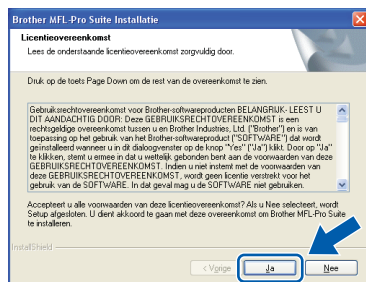 Brother MFL-Pro Suite Installatie
Licentieovereenkomst
Lees de onderstaande licentieovereenkomst zorgvuldig door.
Druk op de toets Page Down om de rest van de overeenkomst te zien.
Gebruiksrechtovereenkomst voor Brother-softwareproducten BELANGRIJK- LEEST U
DIT AANDACHTIG DOOR: Deze GEBRUIKSRECHTOVEREENKOMST is een
rechtsgeldige overeenkomst tussen u en Brother Industries, Ltd. ("Brother") en is van
toepassing op het gebruik van het Brother-softwareproduct ("SOFTWARE") dat wordt
geïnstalleerd wanneer u in dit dialoogvenster op de knop "Yes" ("Ja") klikt. Door op "Ja"
te klikken, stemt u ermee in dat u wettelijk gebonden bent aan de voorwaarden van deze
GEBRUIKSRECHTOVEREENKOMST. Indien u niet instemt met de voorwaarden van
deze GEBRUIKSRECHTOVEREENKOMST, wordt geen licentie verstrekt voor het
gebruik van de SOFTWARE. In dat geval mag u de SOFTWARE niet gebruiken.
Accepteert u alle voorwaarden van deze licentieovereenkomst? Als u Nee selecteert, wordt
Setup afgesloten. U dient akkoord te gaan met deze overeenkomst om Brother MFL-Pro Suite
te installeren.
InstallShield
< Vorige
Ja
Nee